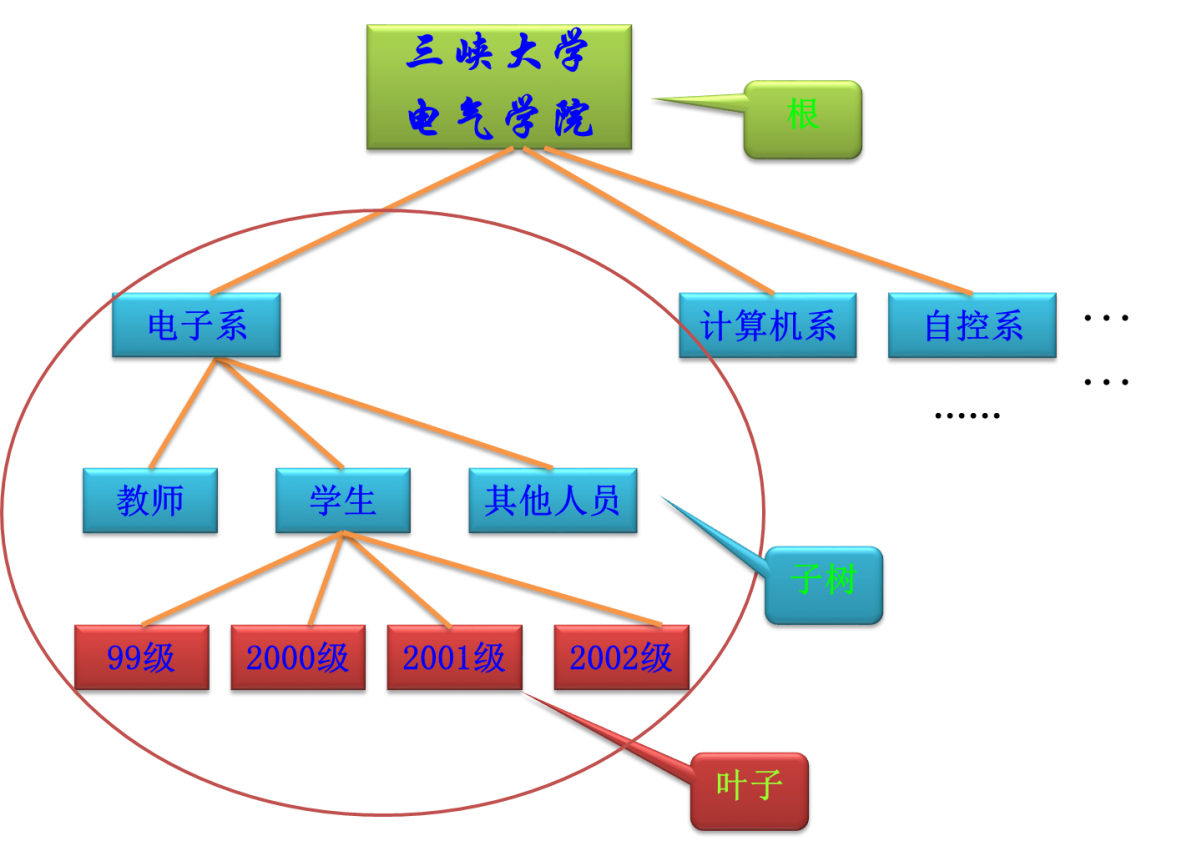 三峡大学
电气学院
根
电子系
计算机系
自控系
…
…
……
教师
学生
其他人员
子树
99级
2000级
2001级
2002级
叶子